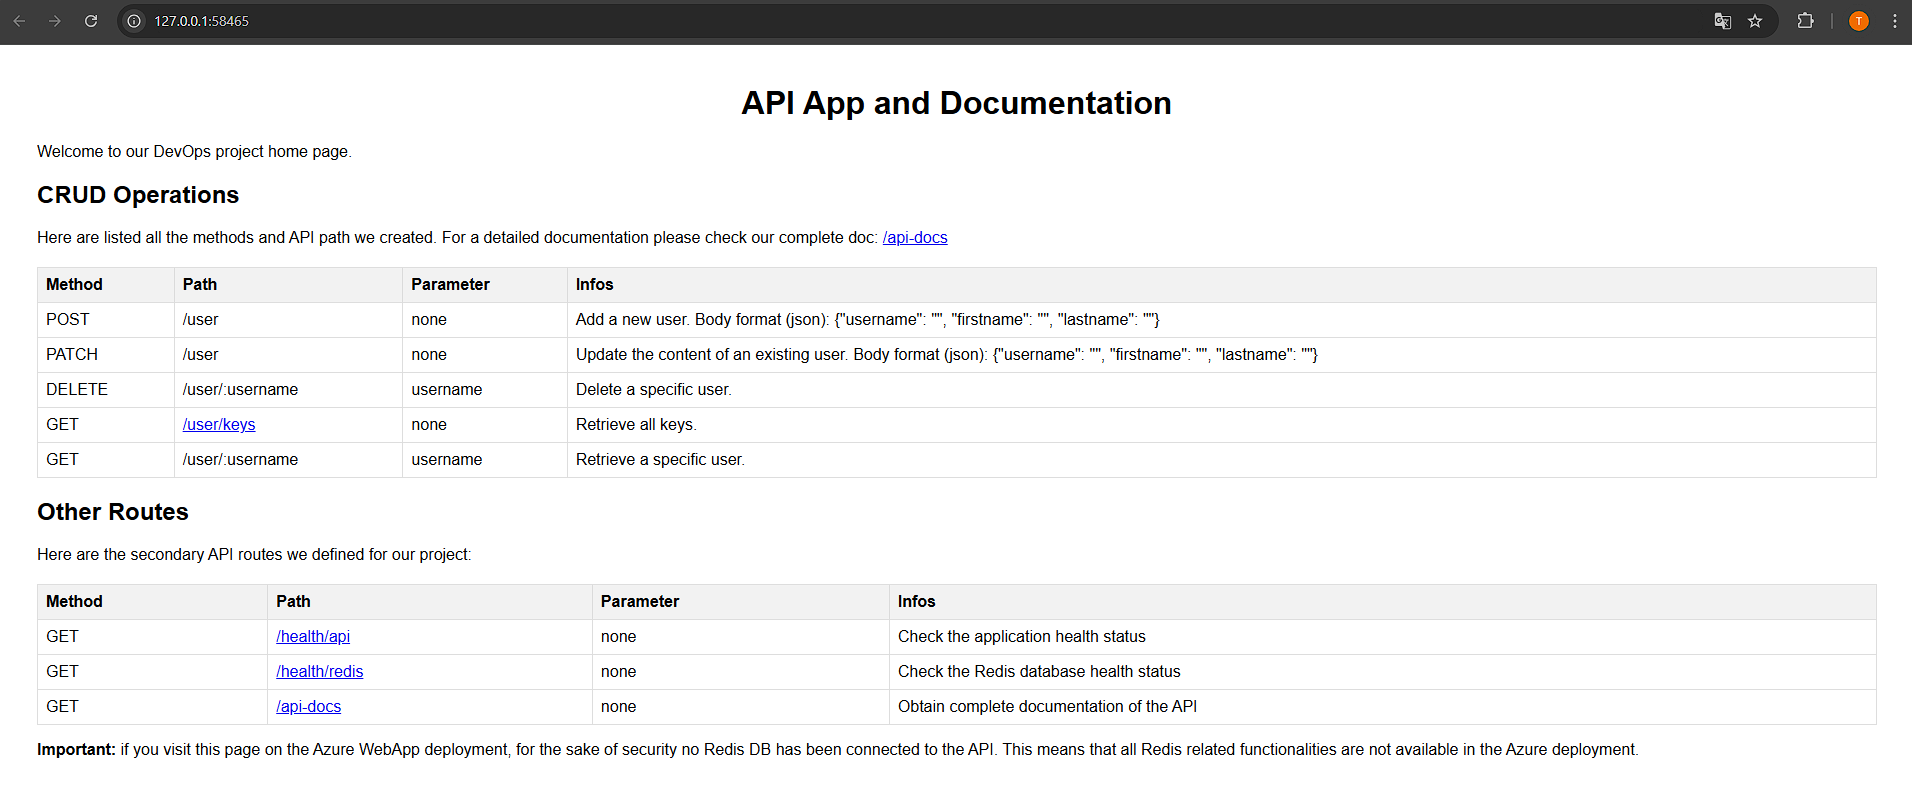 127.0.0.1:58465
T
API App and Documentation
Welcome to our DevOps project home page.
CRUD Operations
Here are listed all the methods and API path we created. For a detailed documentation please check our complete doc: /api-docs
Method Path Parameter Infos
POST /user none Add a new user. Body format (json): {"username": "", "firstname": "", "lastname": ""}
PATCH /user none Update the content of an existing user. Body format (json): {"username": "", "firstname": "", "lastname": ""}
DELETE /user/:username username Delete a specific user.
GET /user/keys none Retrieve all keys.
GET /user/:username username Retrieve a specific user.
Other Routes
Here are the secondary API routes we defined for our project:
Method Path Parameter Infos
GET /health/api none Check the application health status
GET /health/redis none Check the Redis database health status
GET /api-docs none Obtain complete documentation of the API
Important: if you visit this page on the Azure WebApp deployment, for the sake of security no Redis DB has been connected to the API. This means that all Redis related functionalities are not available in the Azure deployment.